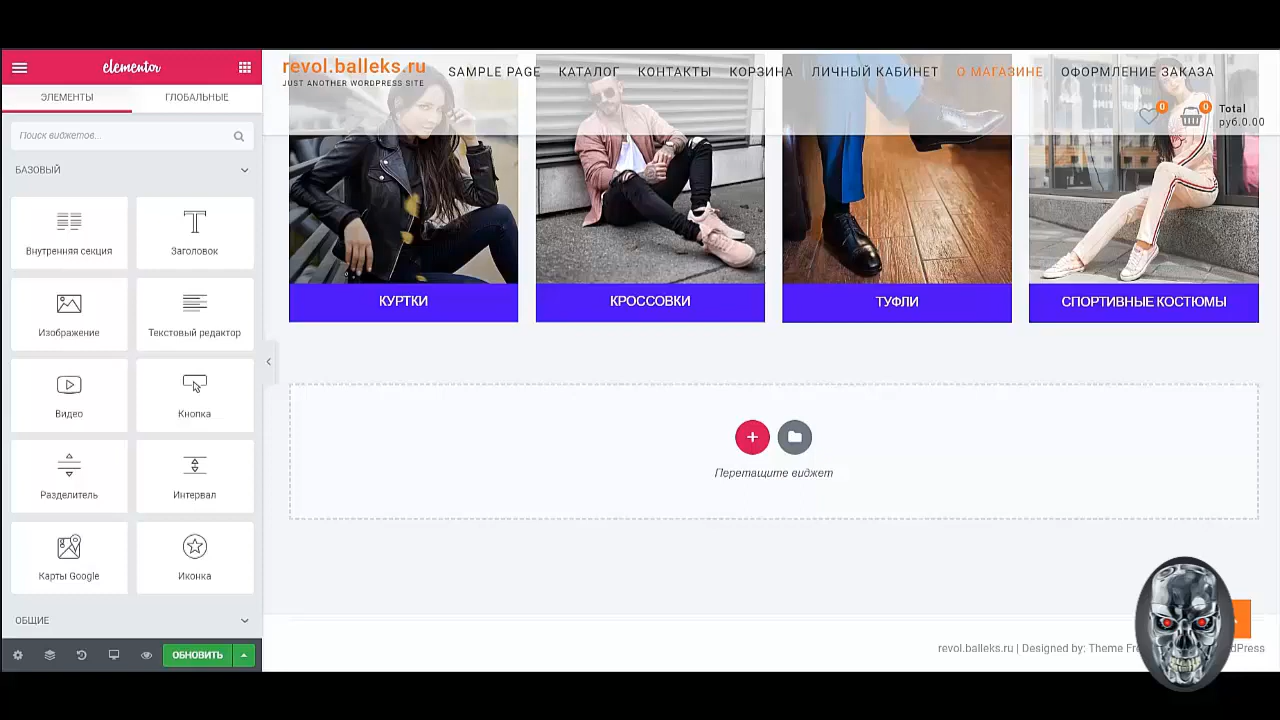 elementor
ЭЛЕМЕНТЫ
ГЛОБАЛЬНЫЕ
Поиск виджетов...
БАЗОВЫЙ
Внутренняя секция
Заголовок
Изображение
Текстовый редактор
Видео
Кнопка
Разделитель
Интервал
Карты Google
Иконка
ОБЩИЕ
ОБНОВИТЬ
revol.balleks.ru
JUST ANOTHER WORDPRESS SITE
SAMPLE PAGE
КАТАЛОГ
КОНТАКТЫ
КОРЗИНА
ЛИЧНЫЙ КАБИНЕТ
О МАГАЗИНЕ
ОФОРМЛЕНИЕ ЗАКАЗА
0
0
Total
руб.0.00
КУРТКИ
КРОССОВКИ
ТУФЛИ
СПОРТИВНЫЕ КОСТЮМЫ
Перетащите виджет
revol.balleks.ru | Designed by: Theme